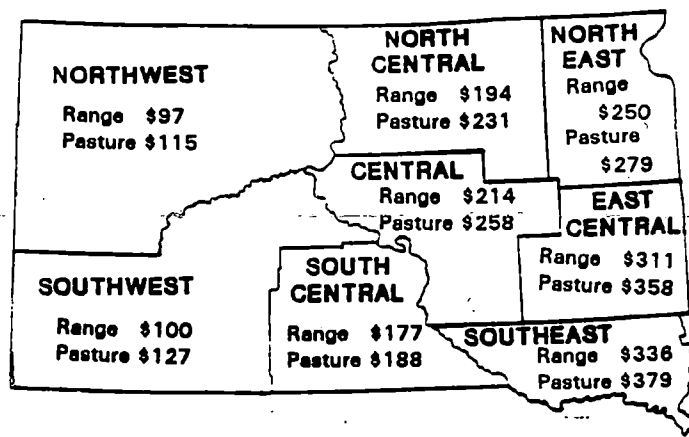 NORTHWEST
Range $97
Pasture $115
NORTH
CENTRAL
Range $194
Pasture $231
NORTH
EAST
Range
$250
Pasture
$279
CENTRAL
Range $214
Pasture $258
EAST
CENTRAL
Range $311
Pasture $358
SOUTHWEST
Range $100
Pasture $127
SOUTH
CENTRAL
Range $177
Pasture $188
SOUTHEAST
Range $336
Pasture $379